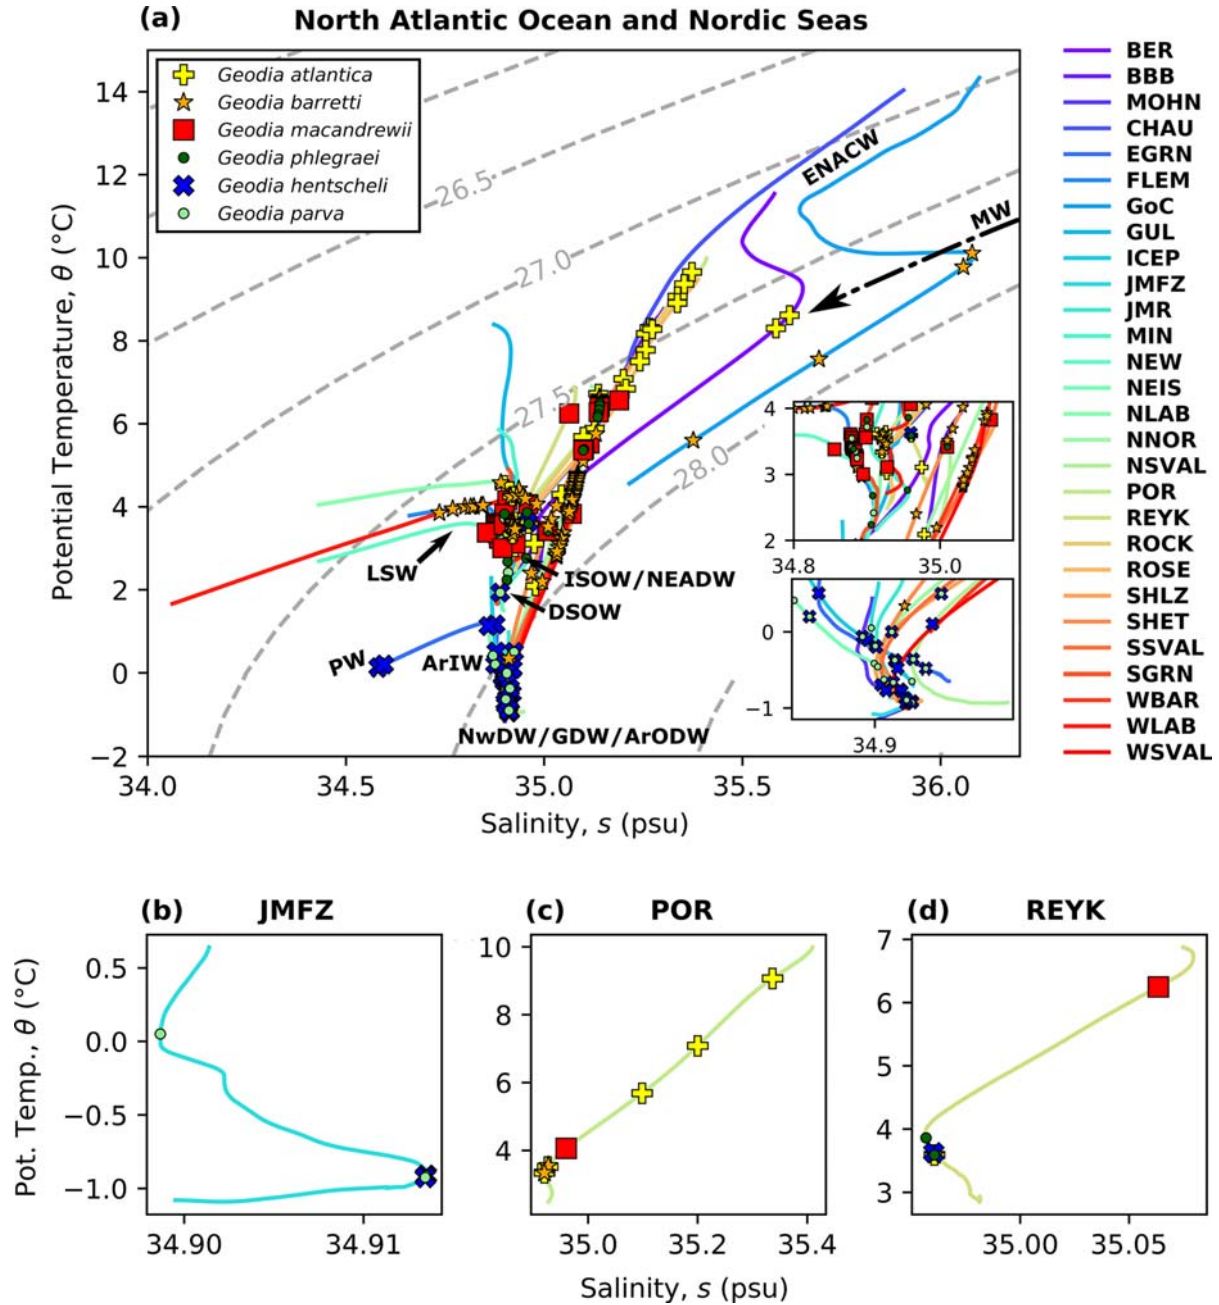 (a) North Atlantic Ocean and Nordic Seas
Geodia atlantica
Geodia barretti
Geodia macandrewii
Geodia phlegraei
Geodia hentscheli
Geodia parva
14
12
10
8
6
4
2
0
−2
Potential Temperature, θ (°C)
26.5
27.0
27.5
28.0
ENACW
MW
LSW
ISOW/NEADW
DSOW
PW
ArIW
NwDW/GDW/ArODW
4
3
2
34.8
35.0
0
−1
34.9
34.0
34.5
35.0
35.5
36.0
Salinity, s (psu)
BER
BBB
MOHN
CHAU
EGRN
FLEM
GoC
GUL
ICEP
JMFZ
JMR
MIN
NEW
NEIS
NLAB
NNOR
NSVAL
POR
REYK
ROCK
ROSE
SHLZ
SHET
SSVAL
SGRN
WBAR
WLAB
WSVAL
(b) JMFZ
Pot. Temp., θ (°C)
0.5
0.0
−0.5
−1.0
34.90
34.91
(c) POR
10
8
6
4
35.0
35.2
35.4
Salinity, s (psu)
(d) REYK
7
6
5
4
3
35.00
35.05